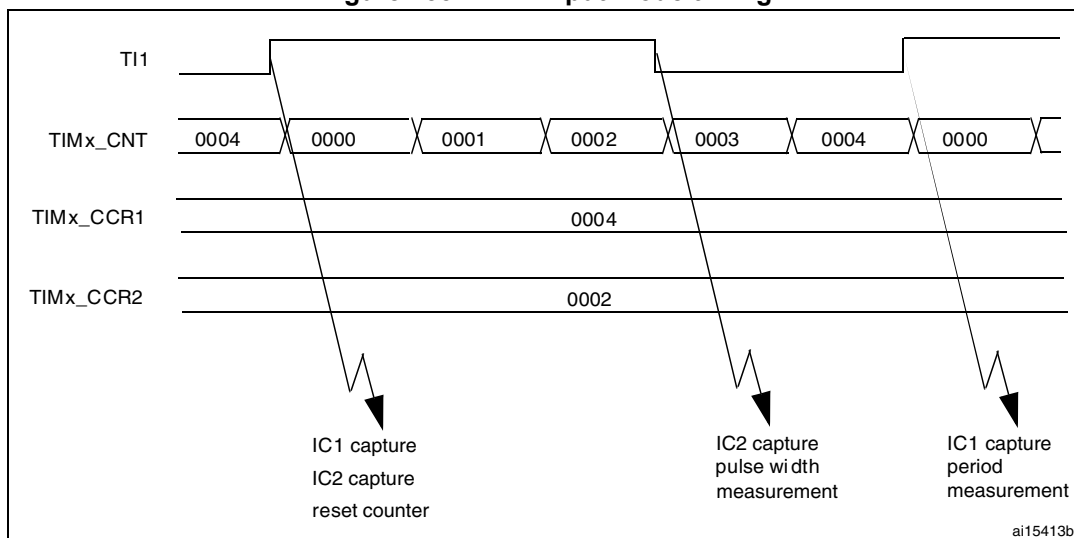 TI1
TIMx_CNT 0004 0000 0001 0002 0003 0004 0000
TIMx_CCR1 0004
TIMx_CCR2 0002
IC1 capture
IC2 capture
reset counter
IC2 capture
pulse width
measurement
IC1 capture
period
measurement
ai15413b